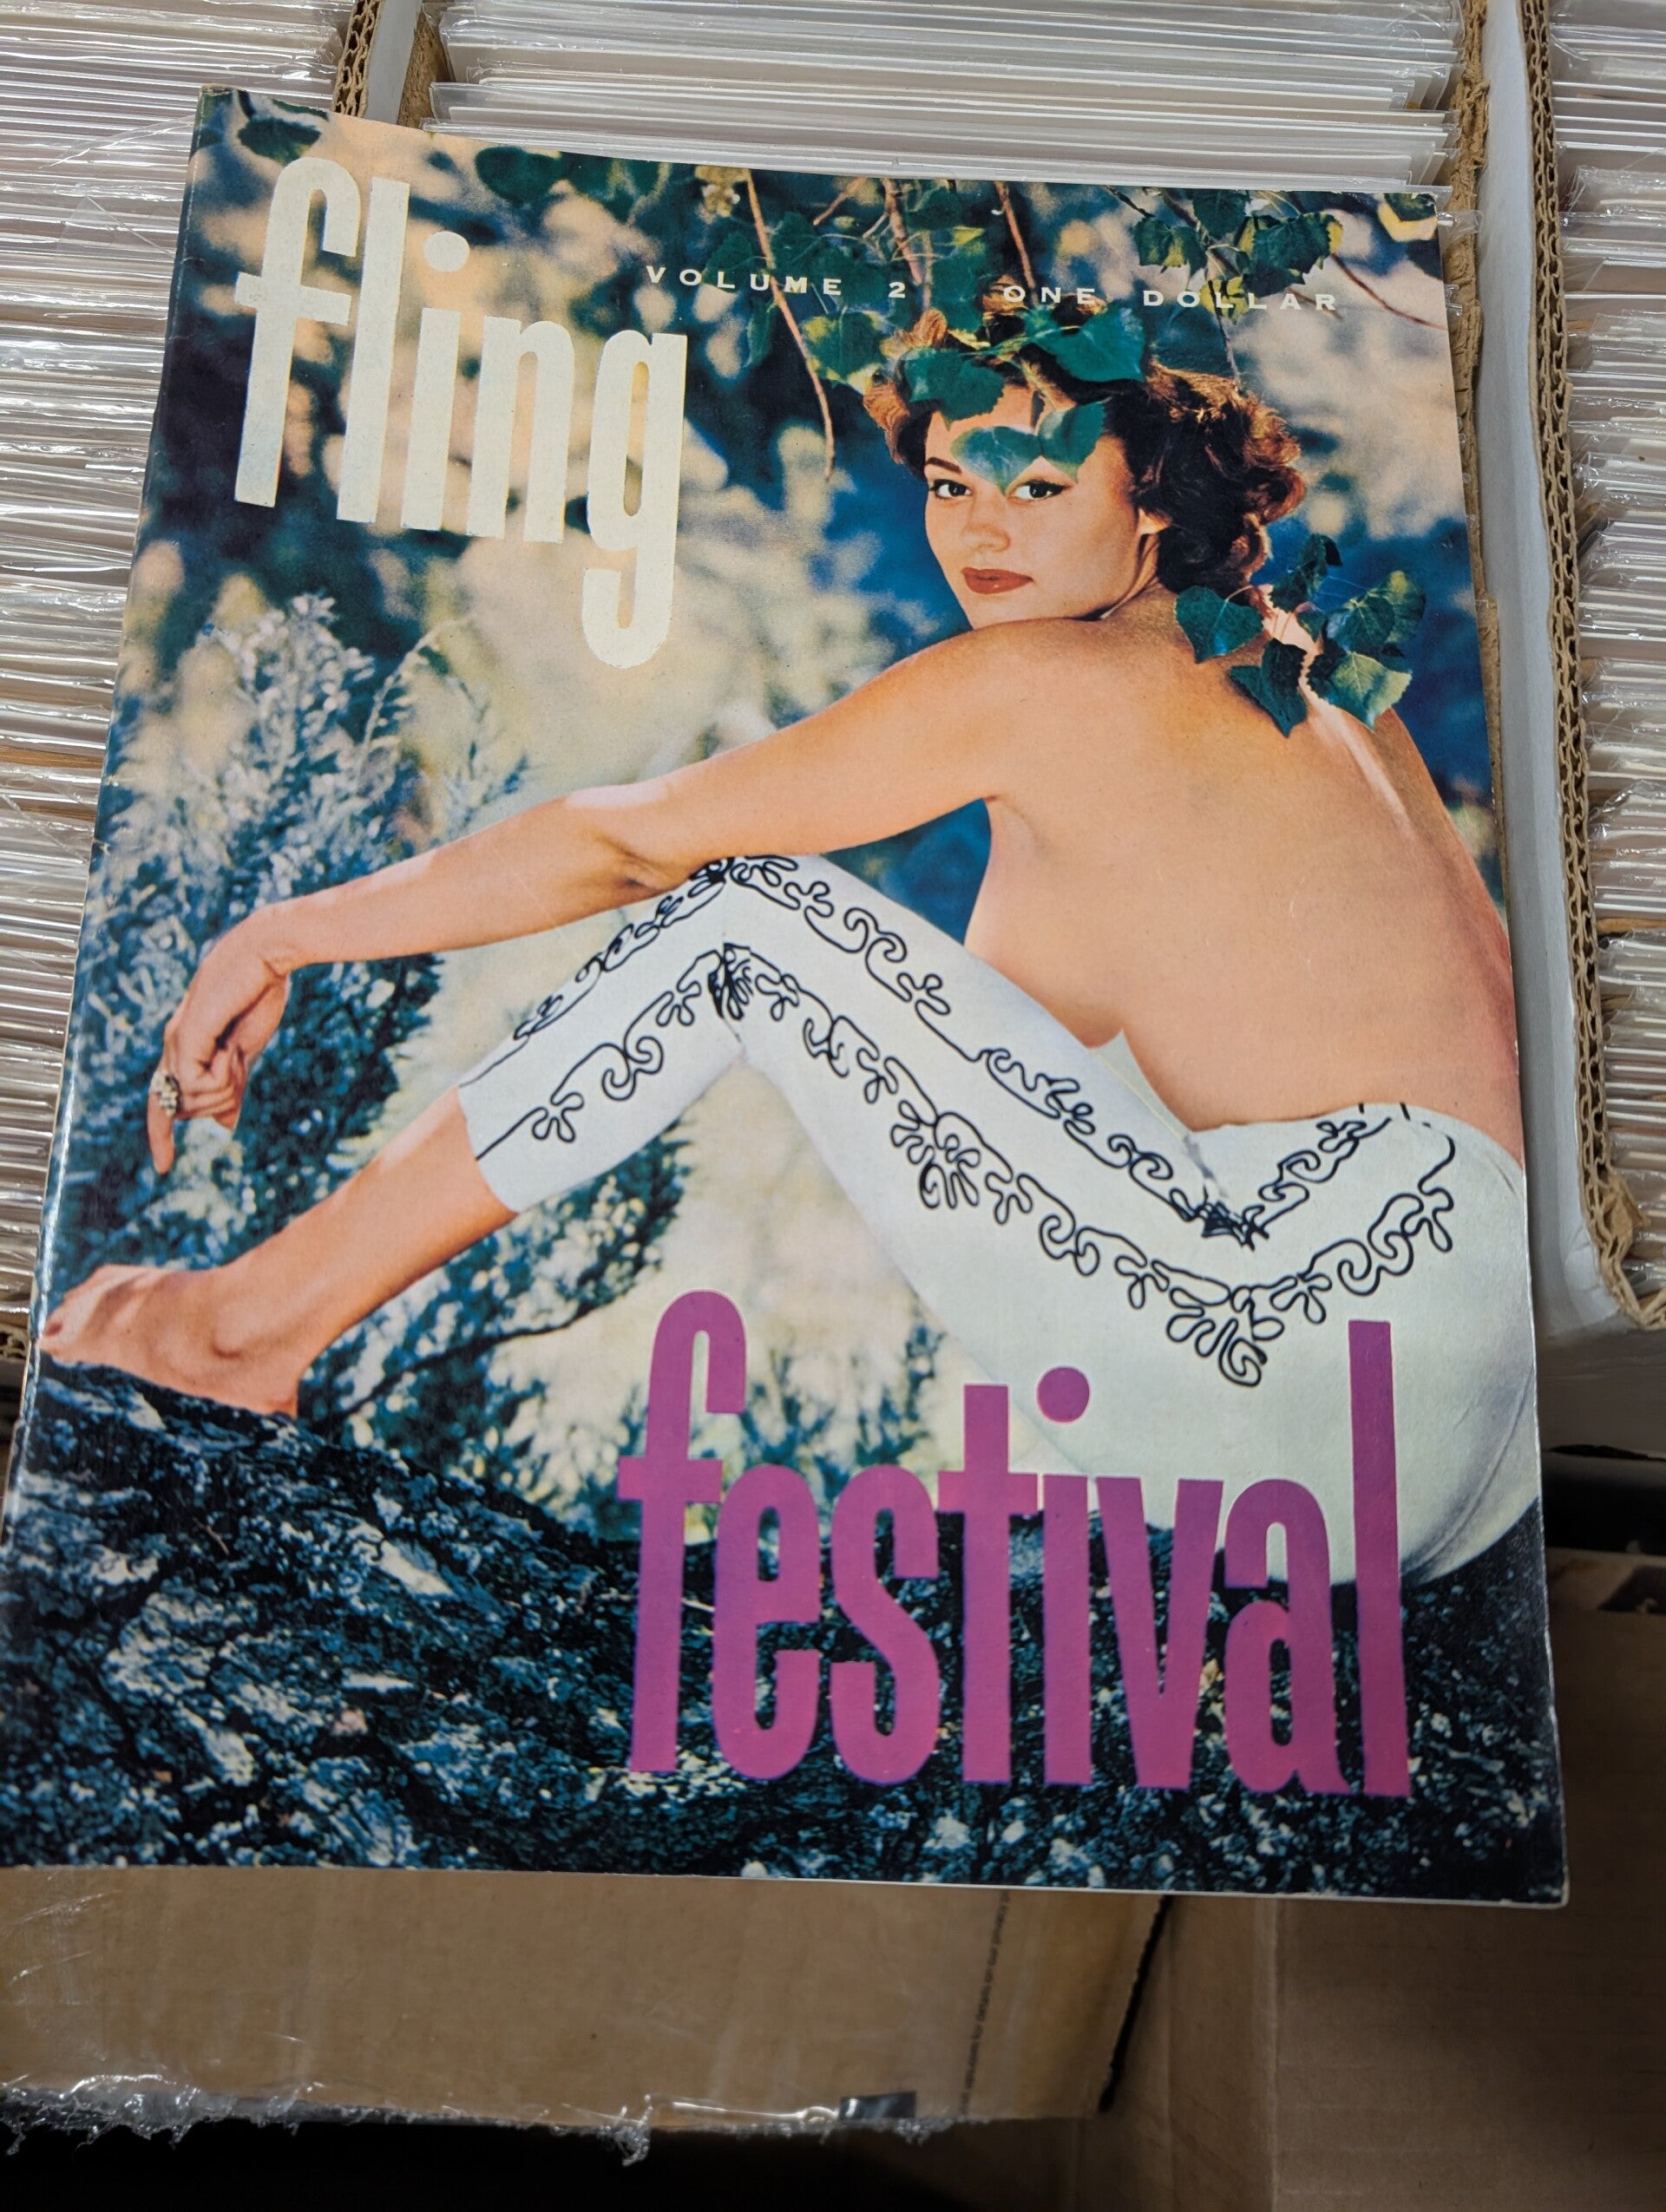 fling
VOLUME 2 ONE DOLLAR
festival